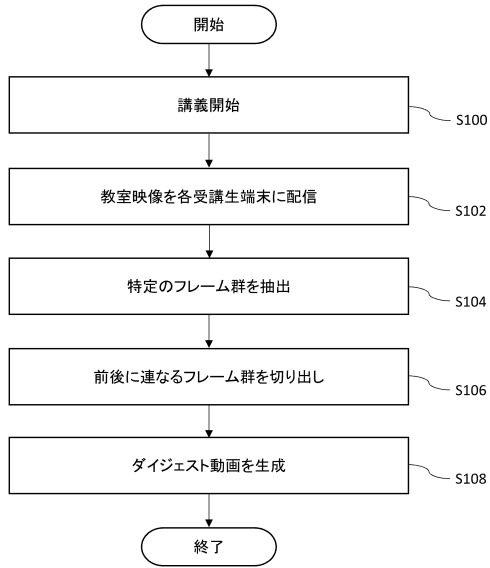 開始
講義開始
S100
教室映像を各受講生端末に配信
S102
特定のフレーム群を抽出
S104
前後に連なるフレーム群を切り出し
S106
ダイジェスト動画を生成
S108
終了